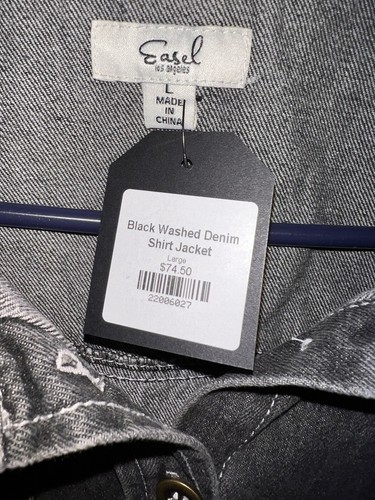 Easel
los angeles
L
MADE
IN
CHINA
Black Washed Denim
Shirt Jacket
Large
$74.50
22006027